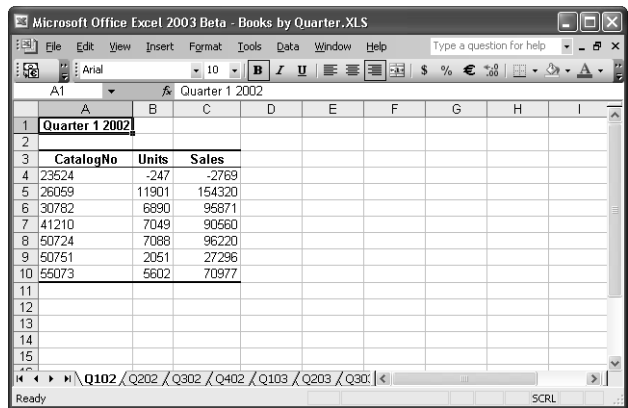 Microsoft Office Excel 2003 Beta - Books by Quarter.XLS
File Edit View Insert Format Tools Data Window Help Type a question for help
Arial 10 B I U $ % €
A1 fx Quarter 1 2002
A B C D E F G H I
1 Quarter 1 2002
2
3 CatalogNo Units Sales
4 23524 -247 -2769
5 26059 11901 154320
6 30782 6890 95871
7 41210 7049 90560
8 50724 7088 96220
9 50751 2051 27296
10 55073 5602 70977
11
12
13
14
15
Q102 Q202 Q302 Q402 Q103 Q203
Ready SCRL